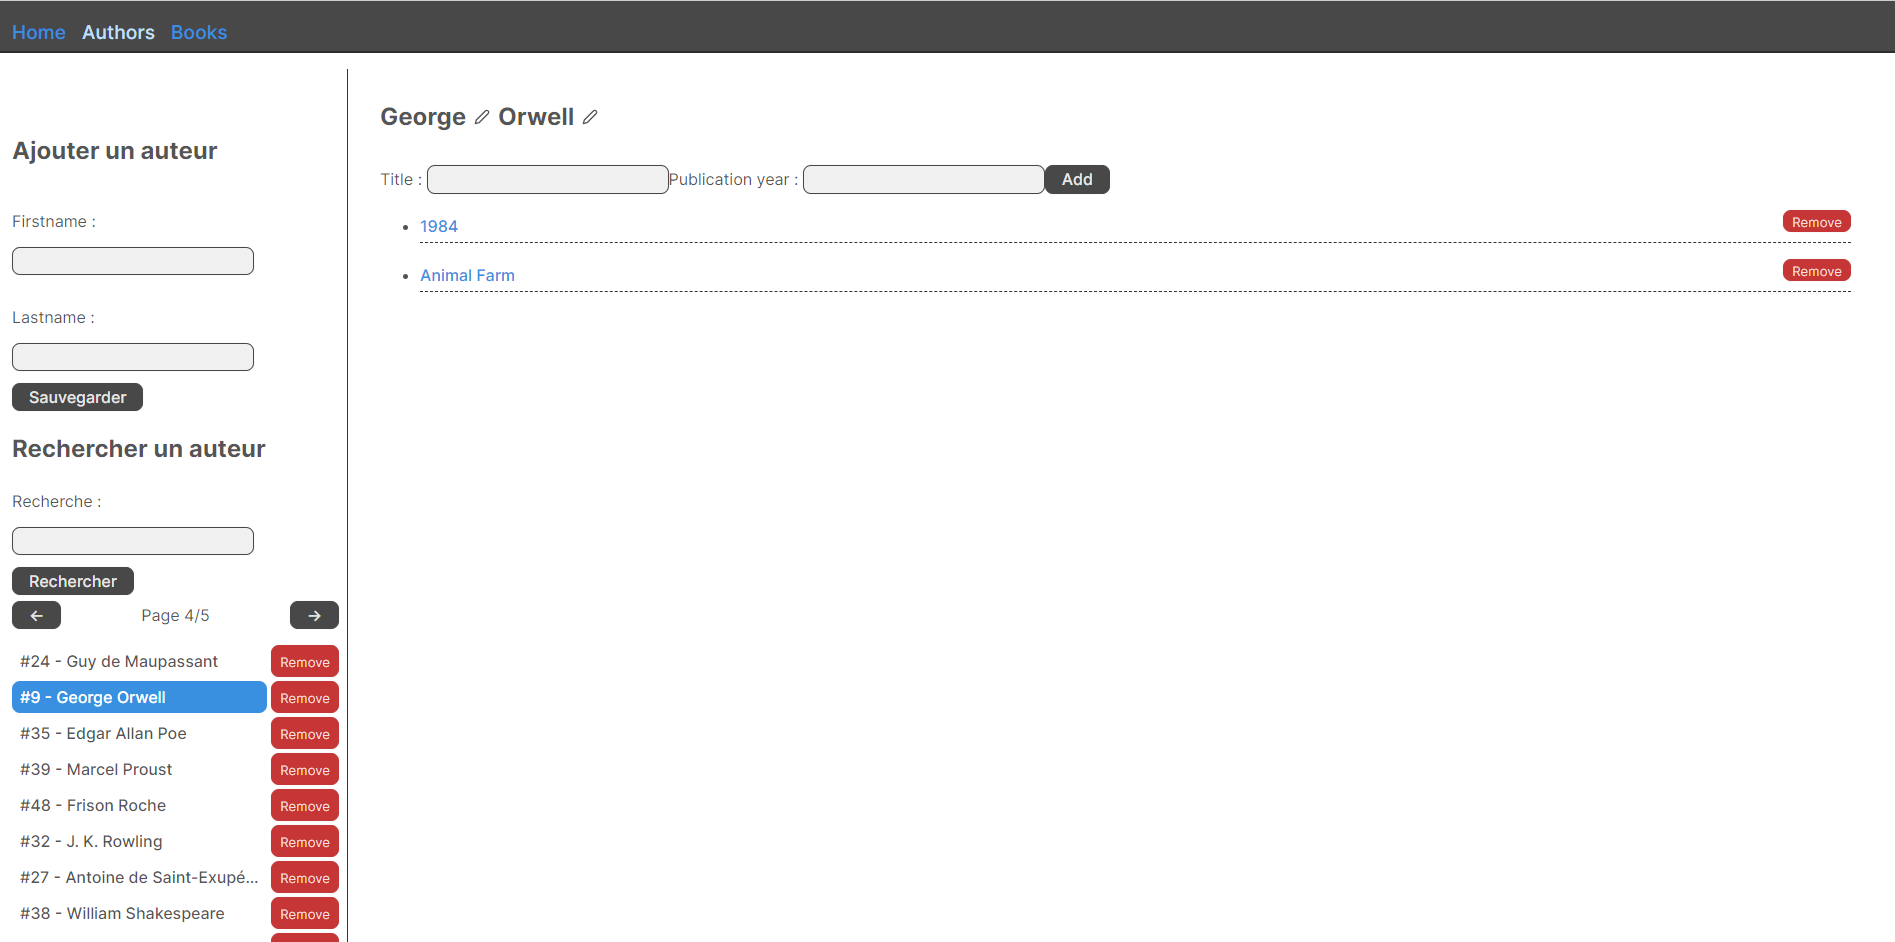 Home Authors Books
Ajouter un auteur
Firstname :
Lastname :
Sauvegarder
Rechercher un auteur
Recherche :
Rechercher
← Page 4/5 →
#24 - Guy de Maupassant Remove
#9 - George Orwell Remove
#35 - Edgar Allan Poe Remove
#39 - Marcel Proust Remove
#48 - Frison Roche Remove
#32 - J. K. Rowling Remove
#27 - Antoine de Saint-Exupé... Remove
#38 - William Shakespeare Remove
George Orwell
Title : Publication year : Add
• 1984 Remove
• Animal Farm Remove